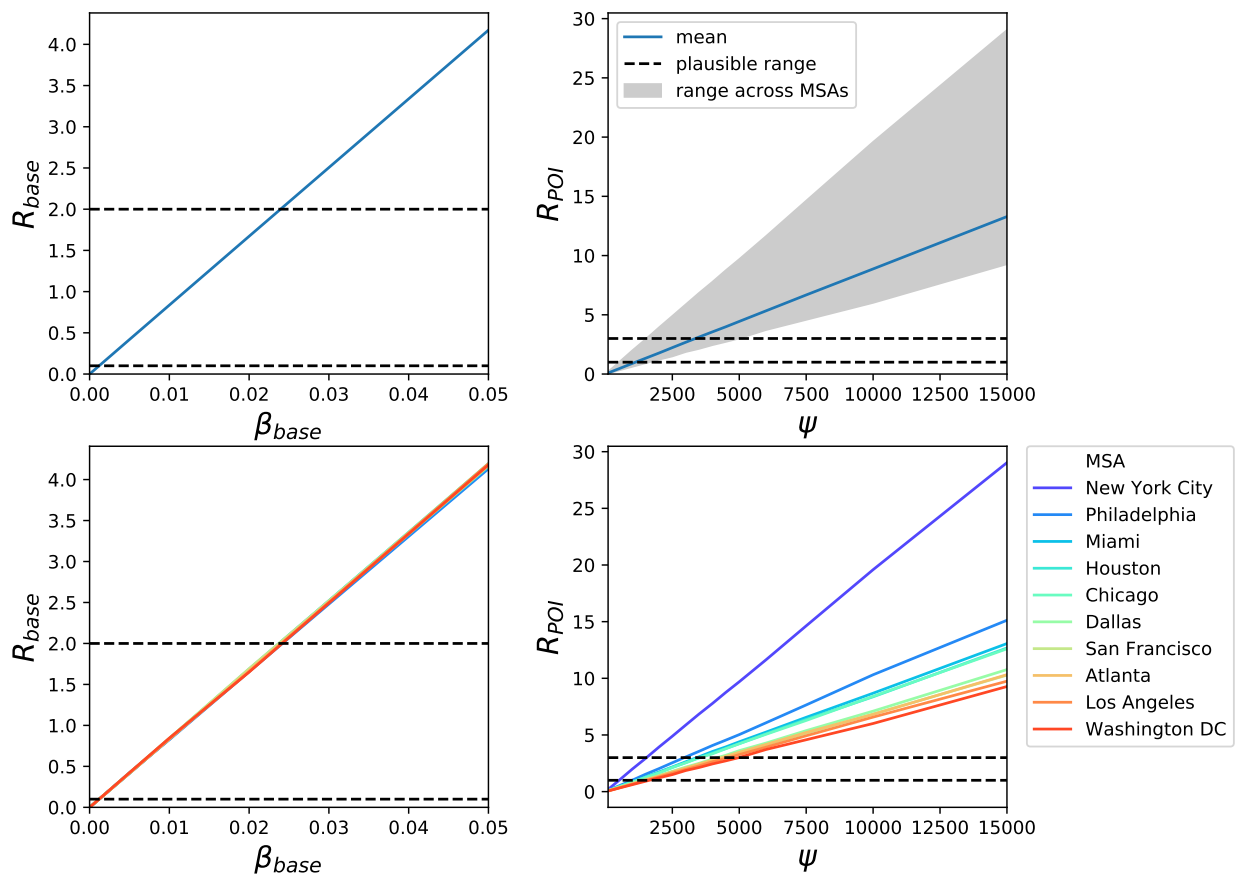 4.0
3.5
3.0
2.5
2.0
1.5
1.0
0.5
0.0
R_base
0.00 0.01 0.02 0.03 0.04 0.05
β_base
30
25
20
15
10
5
0
R_POI
mean
plausible range
range across MSAs
2500 5000 7500 10000 12500 15000
ψ
4.0
3.5
3.0
2.5
2.0
1.5
1.0
0.5
0.0
R_base
0.00 0.01 0.02 0.03 0.04 0.05
β_base
30
25
20
15
10
5
0
R_POI
2500 5000 7500 10000 12500 15000
ψ
MSA
New York City
Philadelphia
Miami
Houston
Chicago
Dallas
San Francisco
Atlanta
Los Angeles
Washington DC